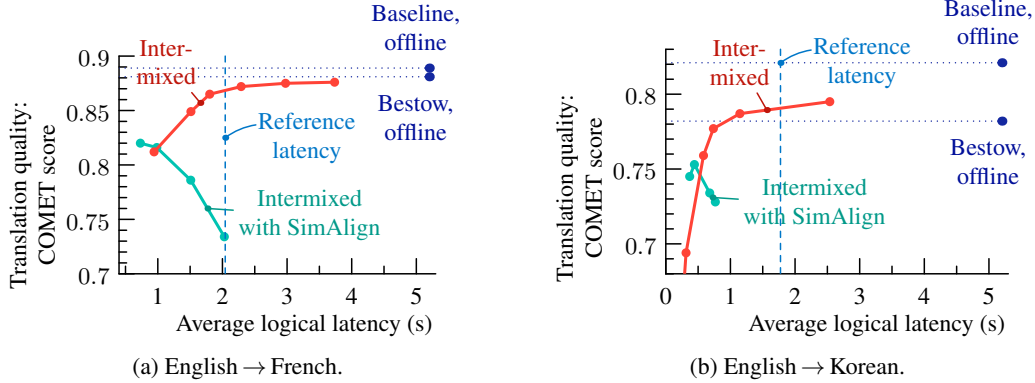 Translation quality:
COMET score
0.9
0.85
0.8
0.75
0.7
Baseline,
offline
Inter-
mixed
Bestow,
offline
Reference
latency
Intermixed
with SimAlign
1
2
3
4
5
Average logical latency (s)
(a) English → French.
Translation quality:
COMET score
0.8
0.75
0.7
Baseline,
offline
Inter-
mixed
Reference
latency
Bestow,
offline
Intermixed
with SimAlign
0
1
2
3
4
5
Average logical latency (s)
(b) English → Korean.